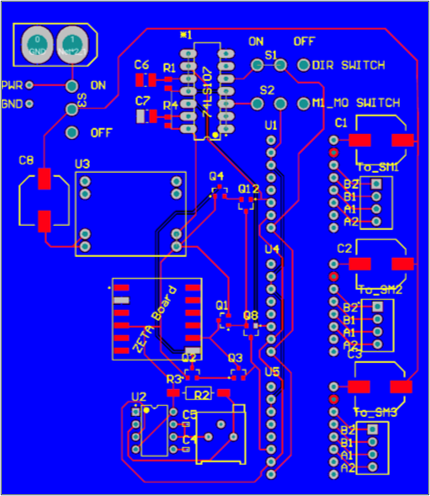 0
1
GND
*1
ON
OFF
C6
R1
S1
DIR SWITCH
PWR
ON
GND
S3
C7
R4
74LS107
S2
M1_MO SWITCH
OFF
U1
C1
C8
U3
Q4
Q12
To_SM1
B2
B1
A1
A2
U4
C2
To_SM2
B2
B1
A1
A2
ZETA Board
Q1
Q8
C3
Q2
Q3
U5
R3
R2
To_SM3
U2
C5
C4
B2
B1
A1
A2